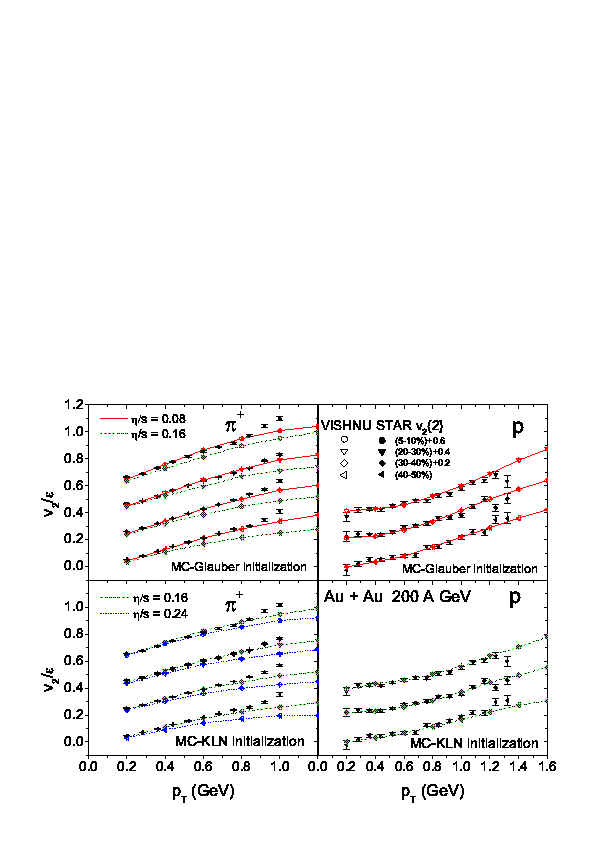 1.2
1.0
0.8
0.6
0.4
0.2
0.0
v2/ε
η/s = 0.08
η/s = 0.16
π+
MC-Glauber initialization
VISHNU STAR v2{2}
(5-10%)+0.6
(20-30%)+0.4
(30-40%)+0.2
(40-50%)
p
MC-Glauber initialization
1.0
0.8
0.6
0.4
0.2
0.0
v2/ε
η/s = 0.16
η/s = 0.24
π+
MC-KLN initialization
Au + Au 200 A GeV
p
MC-KLN initialization
0.0 0.2 0.4 0.6 0.8 1.0 0.0 0.2 0.4 0.6 0.8 1.0 1.2 1.4 1.6
pT (GeV) pT (GeV)